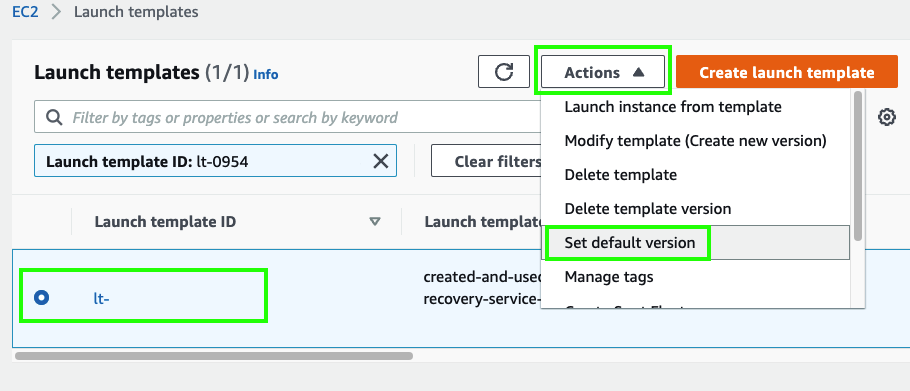 EC2 > Launch templates
Launch templates (1/1) Info
Actions
Create launch template
Filter by tags or properties or search by keyword
Launch template ID: lt-0954
Clear filters
Launch instance from template
Modify template (Create new version)
Delete template
Delete template version
Set default version
Manage tags
Launch template ID
Launch
lt-
created-and-used
recovery-service-